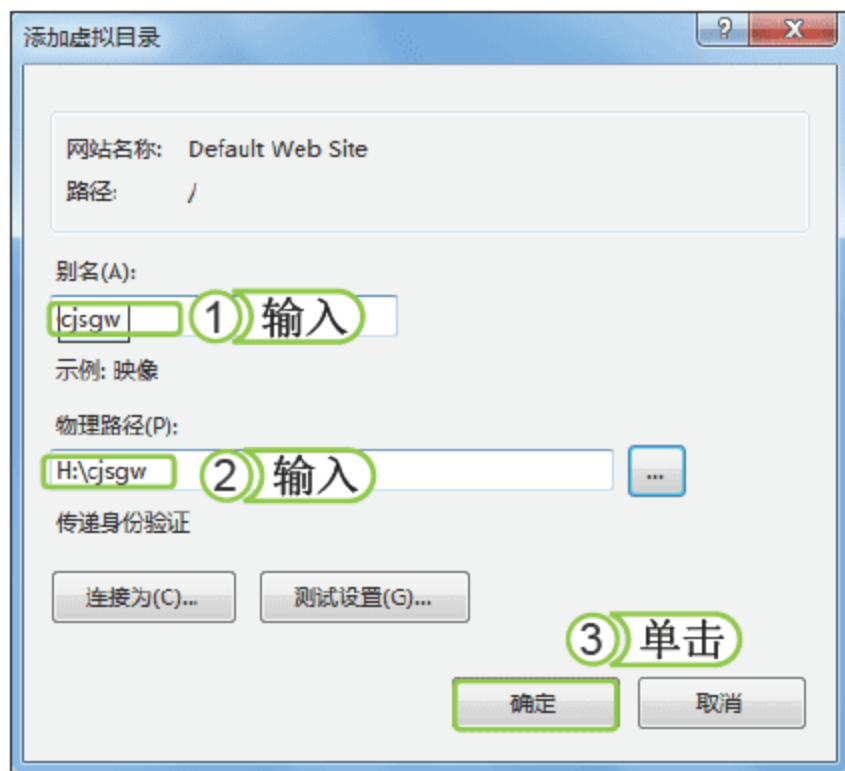 添加虚拟目录
网站名称: Default Web Site
路径: /
别名(A):
cjsgw ① 输入
示例: 映像
物理路径(P):
H:\cjsgw ② 输入 ...
传递身份验证
连接为(C)... 测试设置(G)...
③ 单击
确定 取消